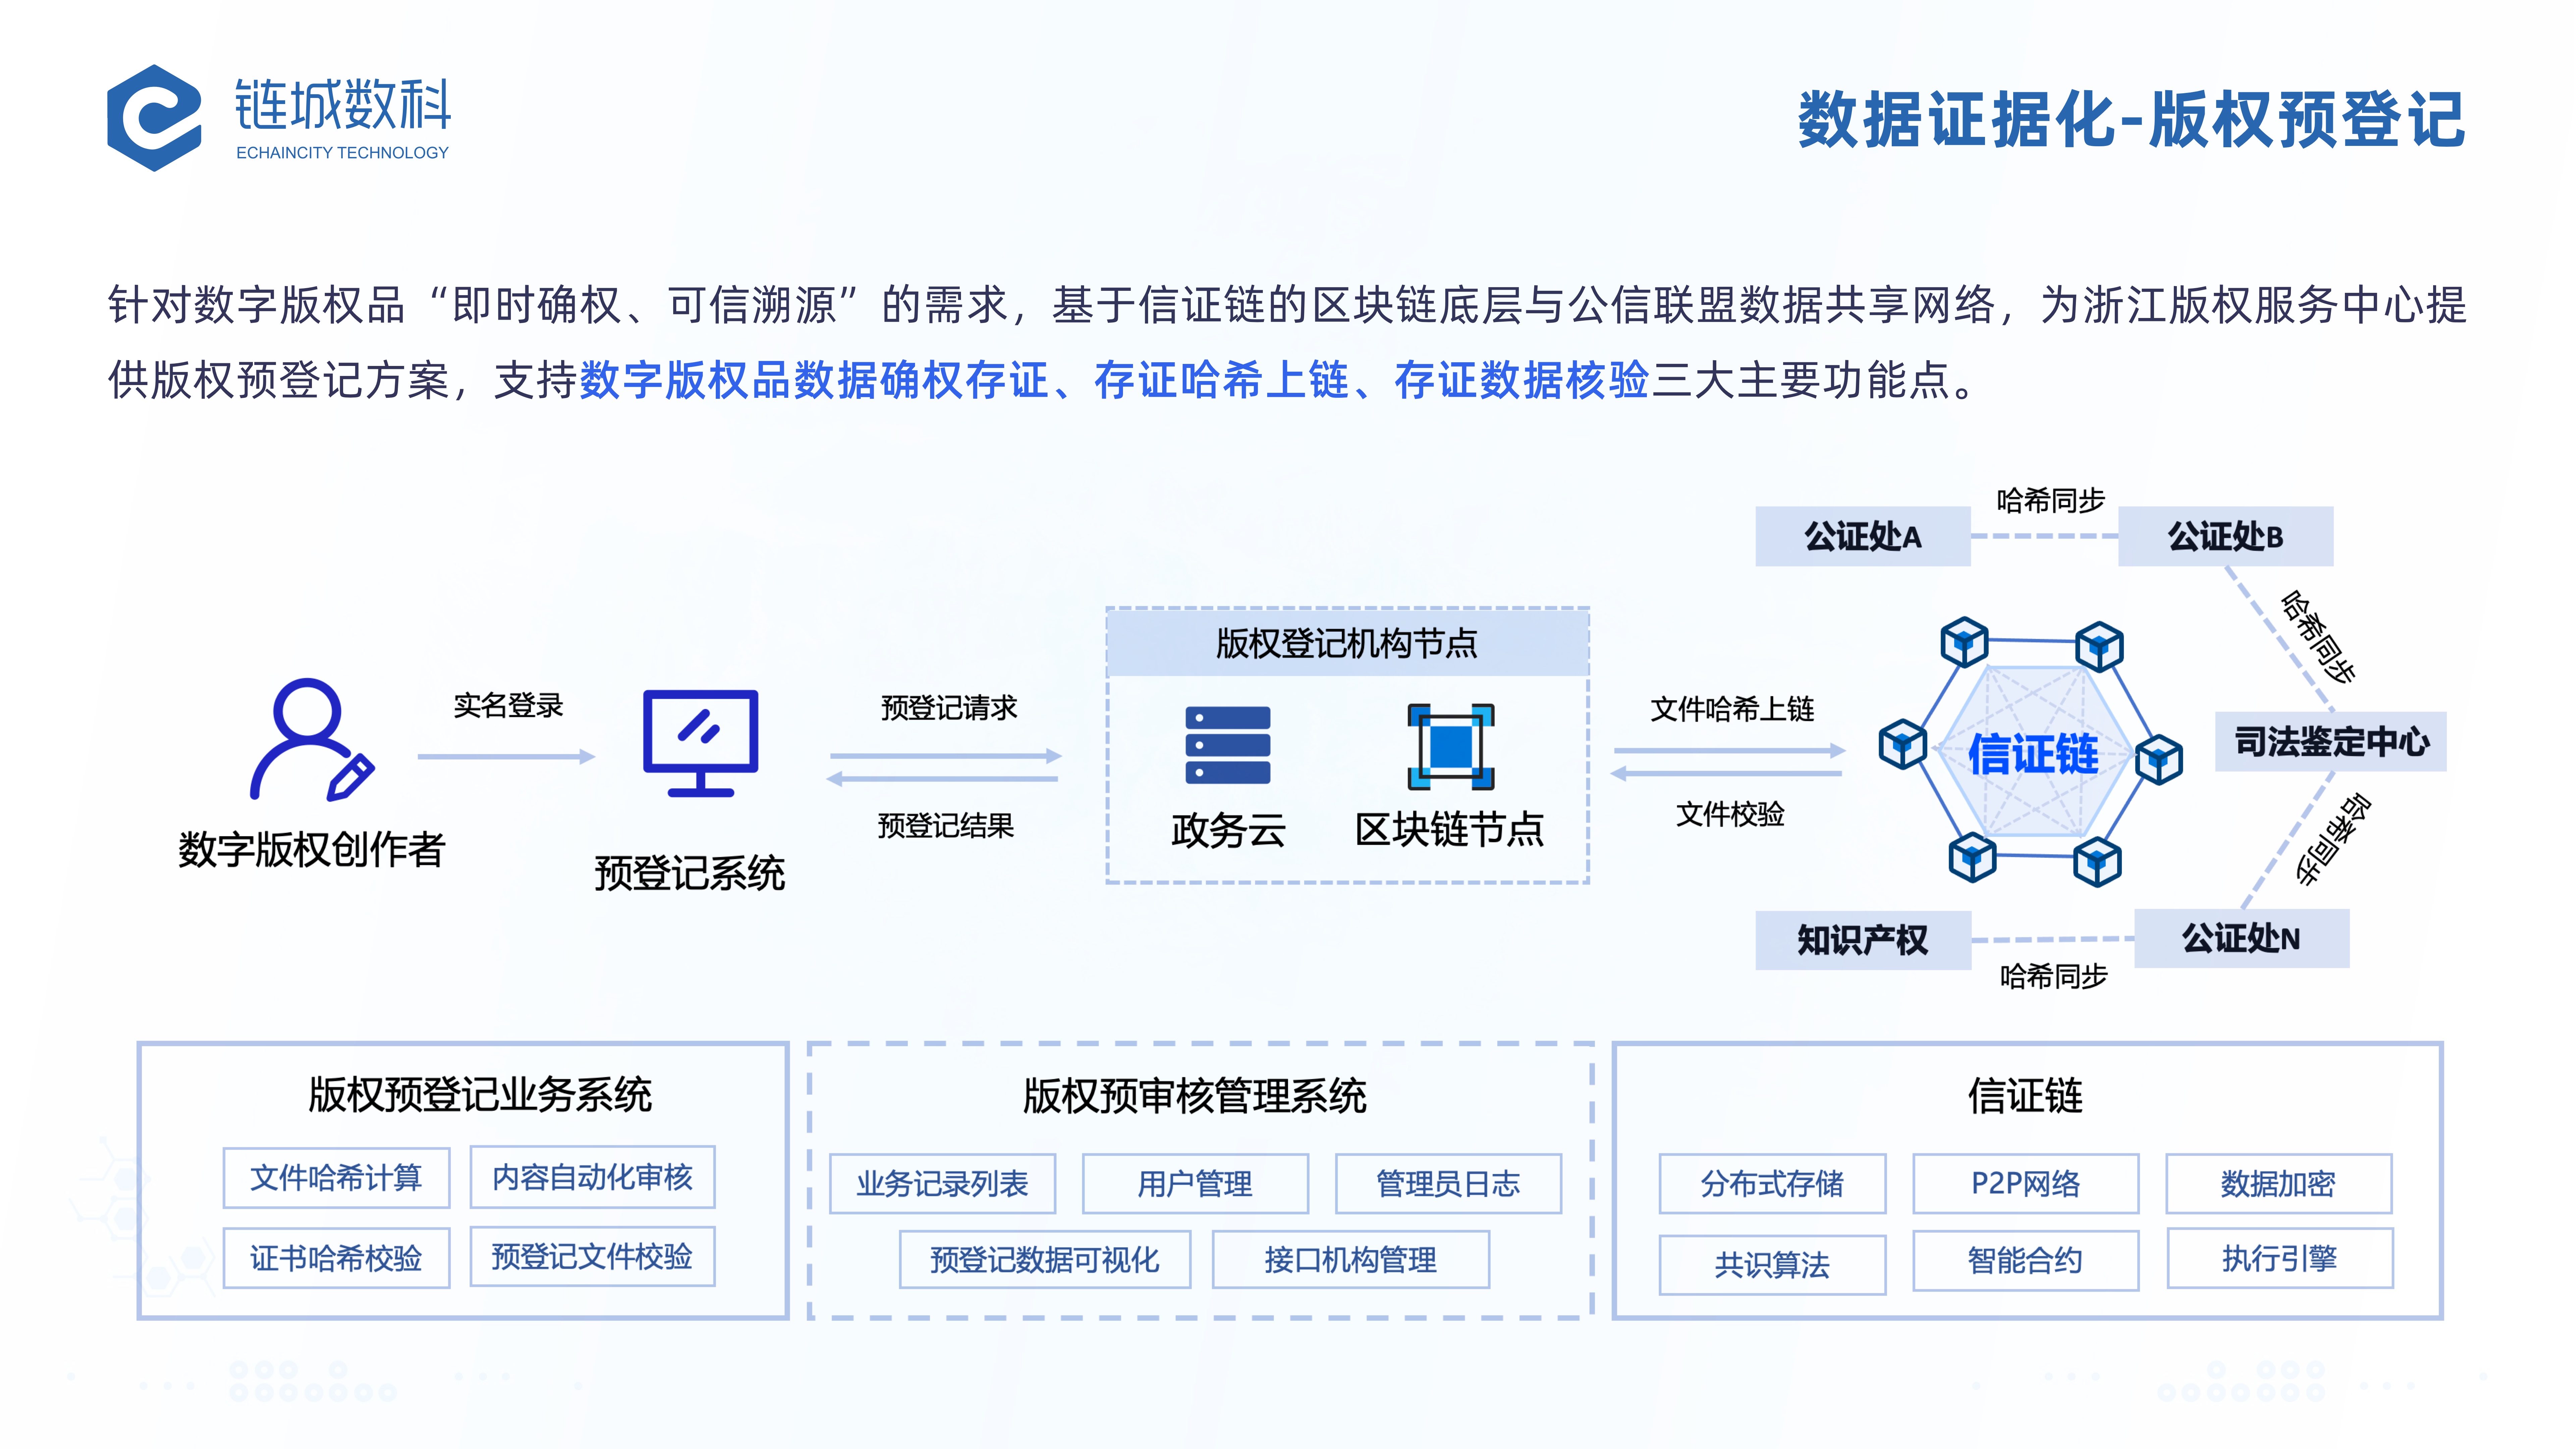 链城数科
ECHAINCITY TECHNOLOGY
数据证据化-版权预登记
针对数字版权品“即时确权、可信溯源”的需求，基于信证链的区块链底层与公信联盟数据共享网络，为浙江版权服务中心提
供版权预登记方案，支持数字版权品数据确权存证、存证哈希上链、存证数据核验三大主要功能点。
数字版权创作者
实名登录
预登记系统
预登记请求
预登记结果
版权登记机构节点
政务云
区块链节点
文件哈希上链
文件校验
信证链
公证处A
哈希同步
公证处B
哈希同步
司法鉴定中心
哈希同步
公证处N
哈希同步
知识产权
版权预登记业务系统
文件哈希计算
内容自动化审核
证书哈希校验
预登记文件校验
版权预审核管理系统
业务记录列表
用户管理
管理员日志
预登记数据可视化
接口机构管理
信证链
分布式存储
P2P网络
数据加密
共识算法
智能合约
执行引擎